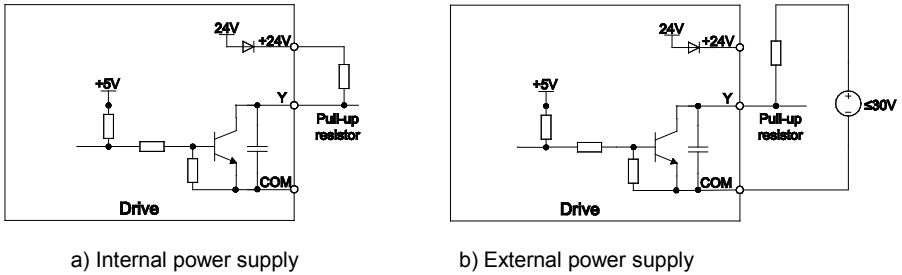 24V
+24V
+5V
Y
Pull-up
resistor
COM
Drive
24V
+24V
+5V
Y
Pull-up
resistor
≤30V
COM
Drive
a) Internal power supply
b) External power supply